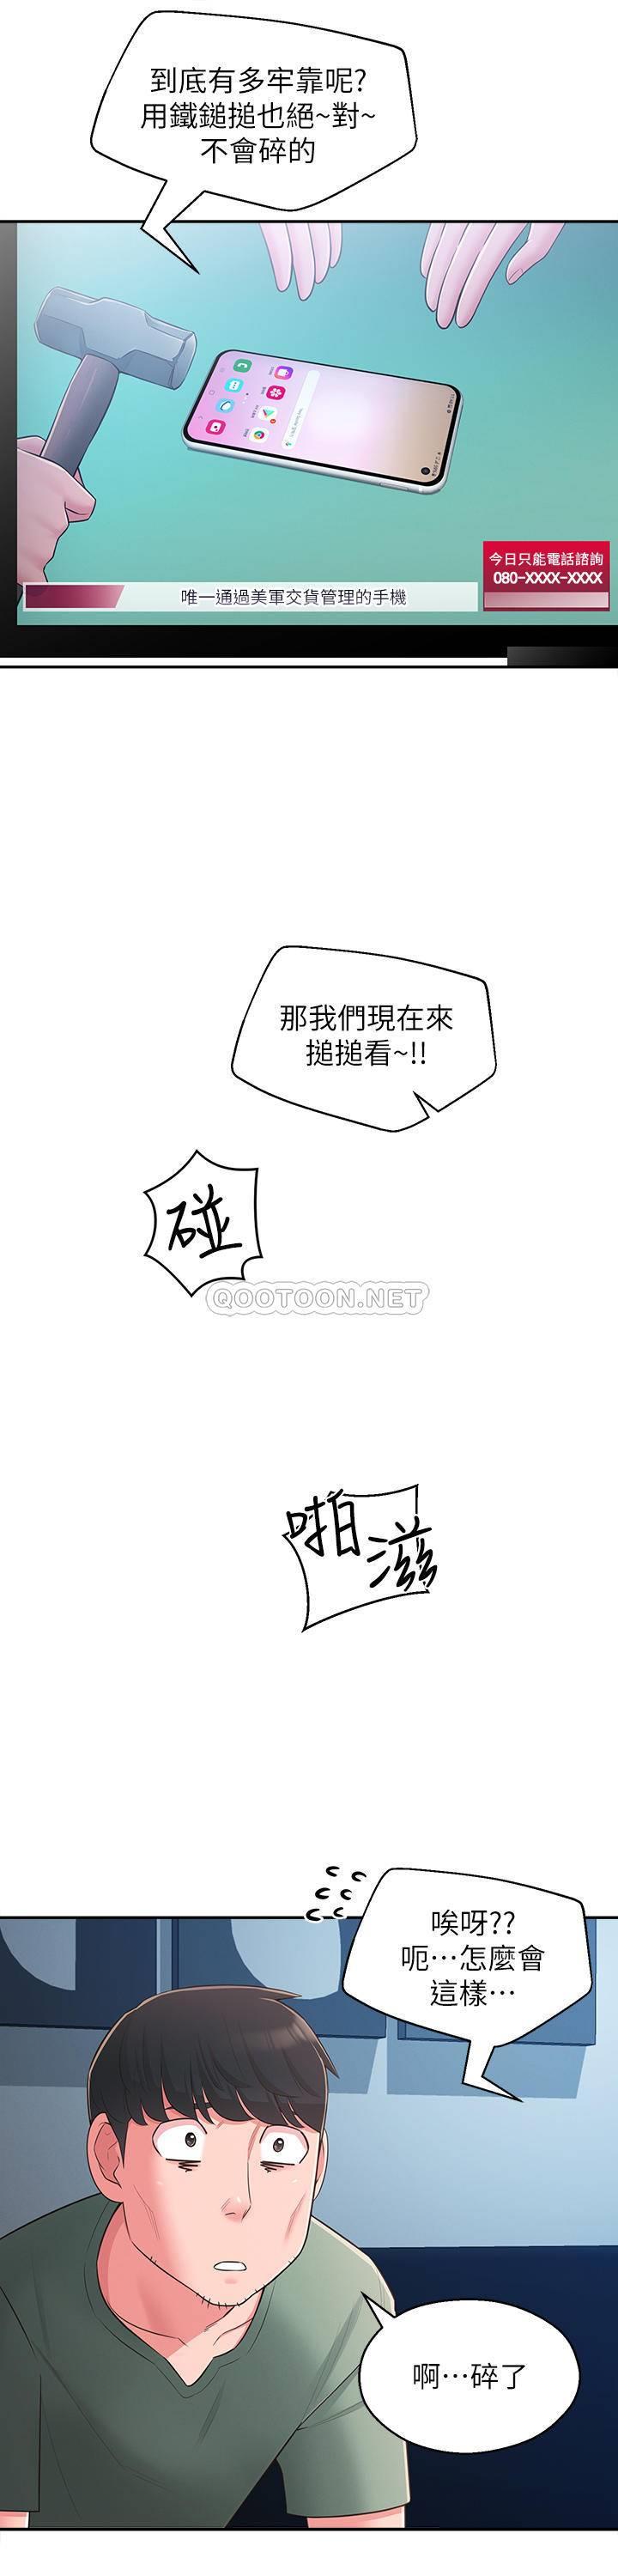 到底有多牢靠呢?
用鐵鎚搥也絕~對~
不會碎的
今日只能電話諮詢
080-XXXX-XXXX
唯一通過美軍交貨管理的手機
那我們現在來
搥搥看~!!
碰
QOOTOON.NET
啪滋
唉呀??
呃…怎麼會
這樣…
啊…碎了